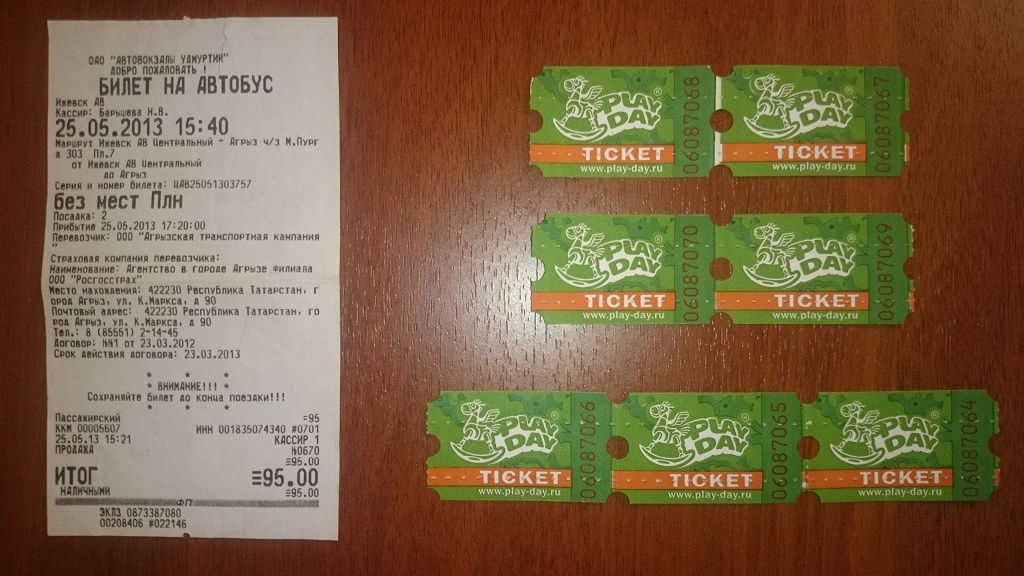 ОАО "АВТОВОКЗАЛЫ УДМУРТИИ"
ДОБРО ПОЖАЛОВАТЬ !
БИЛЕТ НА АВТОБУС
Ижевск АВ
Кассир: Барышева Н.В.
25.05.2013 15:40
Маршрут Ижевск АВ Центральный - Агрыз ч/з М.Пург
а 303 Пл.7
от Ижевск АВ Центральный
до Агрыз
Серия и номер билета: ЦАВ25051303757
без мест Плн
Посадка: 2
Прибытие 25.05.2013 17:20:00
Перевозчик: ООО "Агрызская транспортная кампания
"
Страховая компания перевозчика:
Наименование: Агентство в городе Агрызе филиала
ООО "Росгосстрах"
Место нахождения: 422230 Республика Татарстан, г
ород Агрыз, ул. К.Маркса, д 90
Почтовый адрес: 422230 Республика Татарстан, го
род Агрыз, ул. К.Маркса, д 90
Тел.: 8 (85551) 2-14-45
Договор: №1 от 23.03.2012
Срок действия договора: 23.03.2013
* * *
* ВНИМАНИЕ!!! *
Сохраняйте билет до конца поездки!!!
* * *
Пассажирский =95
ККМ 00005607 ИНН 001835074340 #0701
25.05.13 15:21 КАССИР 1
ПРОДАЖА №0670
=95.00
ИТОГ =95.00
НАЛИЧНЫМИ =95.00
ФП
ЭКЛЗ 0873387080
00208406 #022146
PLAY DAY®
TICKET
www.play-day.ru
06087068
PLAY DAY®
TICKET
www.play-day.ru
06087067
PLAY DAY®
TICKET
www.play-day.ru
06087070
PLAY DAY®
TICKET
www.play-day.ru
06087069
PLAY DAY®
TICKET
www.play-day.ru
06087066
PLAY DAY®
TICKET
www.play-day.ru
06087065
PLAY DAY®
TICKET
www.play-day.ru
06087064